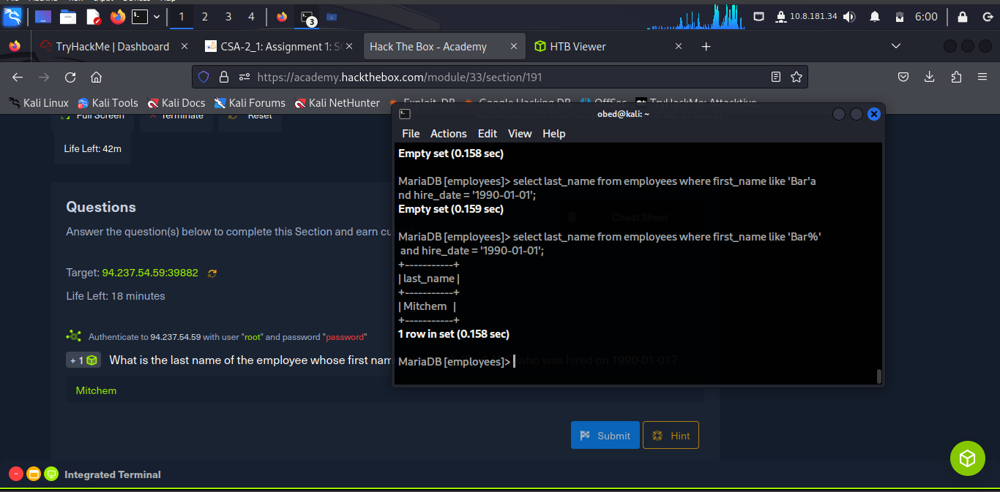 1 2 3 4 3 10.8.181.34 6:00
TryHackMe | Dashboard CSA-2_1: Assignment 1: Hack The Box - Academy HTB Viewer
https://academy.hackthebox.com/module/33/section/191
Kali Linux Kali Tools Kali Docs Kali Forums Kali NetHunter Exploit-DB Google Hacking DB OffSec
Full Screen Terminate Reset
obed@kali: ~
File Actions Edit View Help
Life Left: 42m
Empty set (0.158 sec)
MariaDB [employees]> select last_name from employees where first_name like 'Bar'a
nd hire_date = '1990-01-01';
Empty set (0.159 sec)
Cheat Sheet
MariaDB [employees]> select last_name from employees where first_name like 'Bar%'
and hire_date = '1990-01-01';
+-----------+
| last_name |
+-----------+
| Mitchem |
+-----------+
1 row in set (0.158 sec)
MariaDB [employees]>
Questions
Answer the question(s) below to complete this Section and earn cu
Target: 94.237.54.59:39882
Life Left: 18 minutes
Authenticate to 94.237.54.59 with user "root" and password "password"
+ 1 What is the last name of the employee whose first nam who was hired on 1990-01-01?
Mitchem
Submit Hint
Integrated Terminal